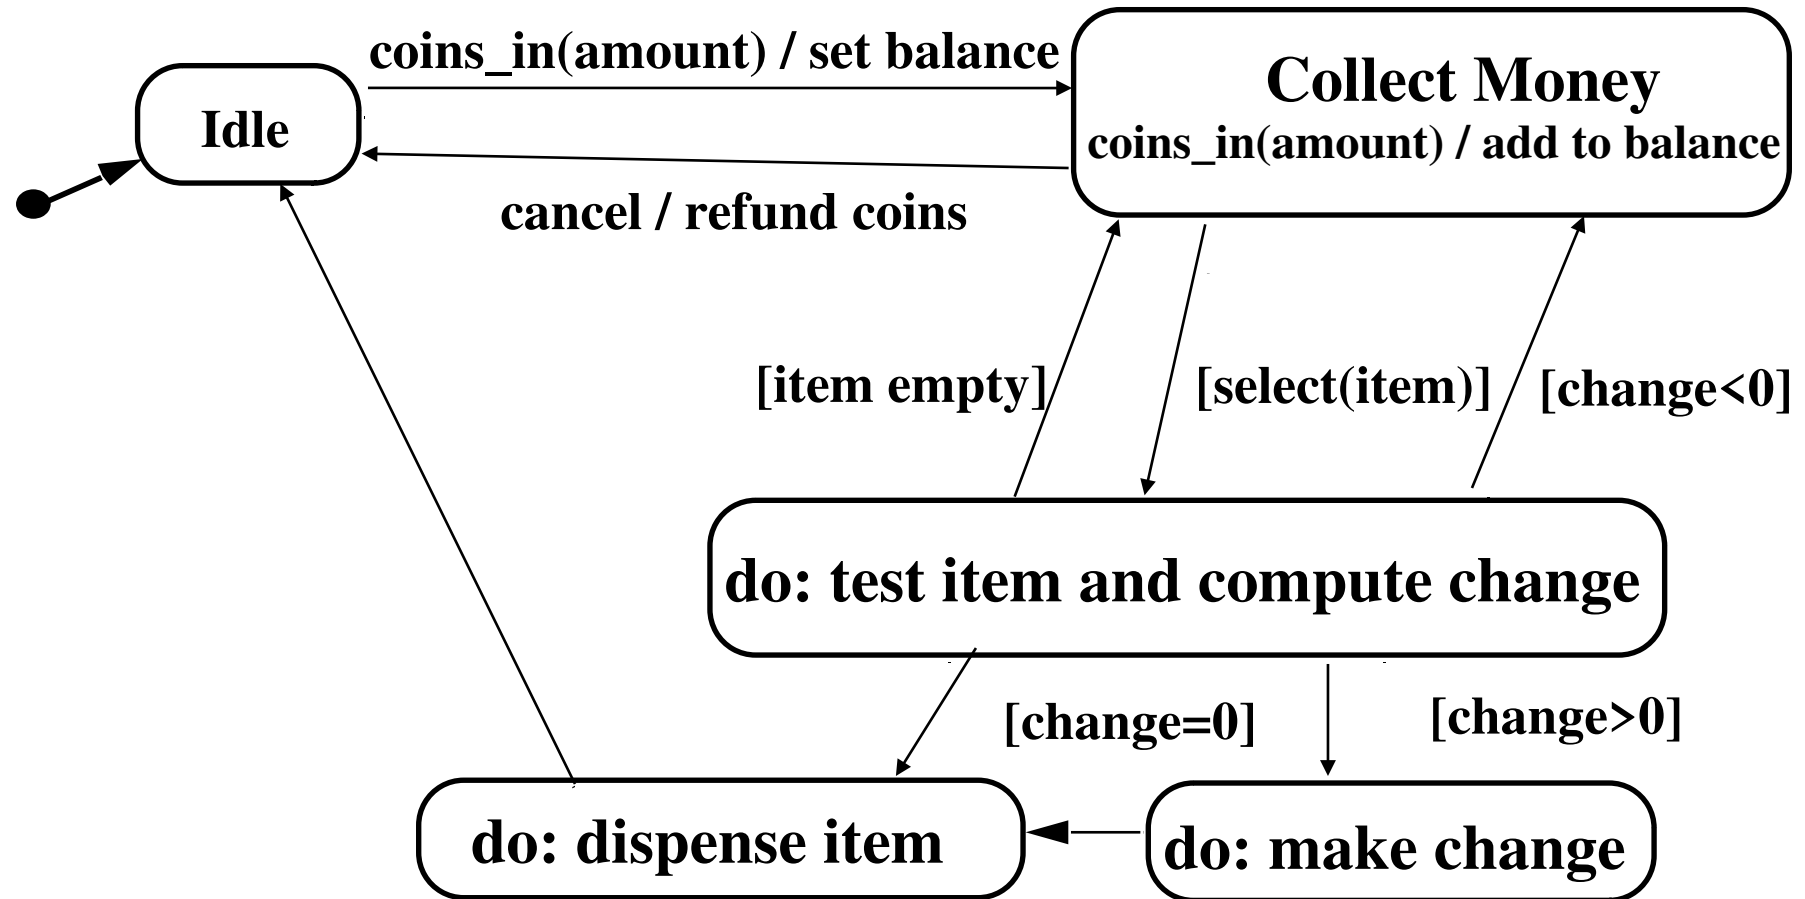 coins_in(amount) / set balance
Collect Money
Idle
coins_in(amount) / add to balance
cancel / refund coins
[item empty]
[select(item)]
[change<0]
do: test item and compute change
[change=0]
[change>0]
do: dispense item
do: make change